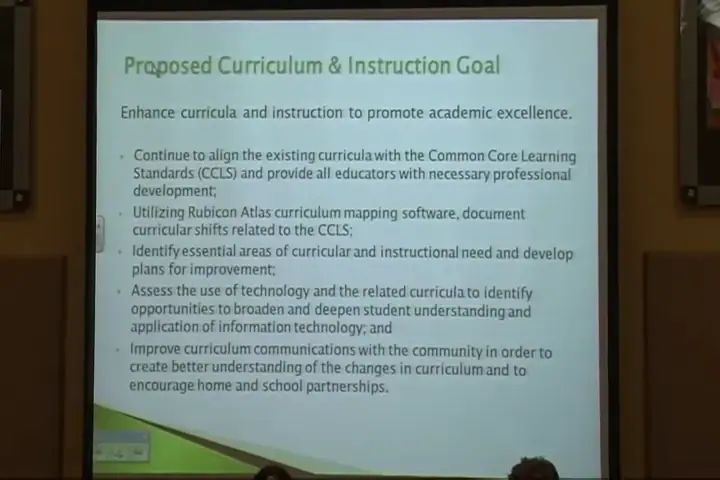 Proposed Curriculum & Instruction Goal
Enhance curricula and instruction to promote academic excellence.
Continue to align the existing curricula with the Common Core Learning
Standards (CCLS) and provide all educators with necessary professional
development;
Utilizing Rubicon Atlas curriculum mapping software, document
curricular shifts related to the CCLS;
Identify essential areas of curricular and instructional need and develop
plans for improvement;
Assess the use of technology and the related curricula to identify
opportunities to broaden and deepen student understanding and
application of information technology; and
Improve curriculum communications with the community in order to
create better understanding of the changes in curriculum and to
encourage home and school partnerships.